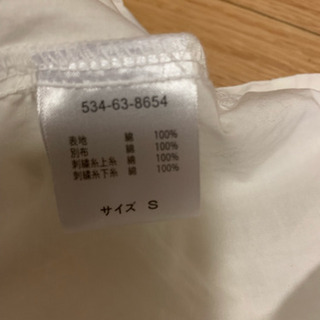 534-63-8654
表地 綿 100%
別布 綿 100%
刺繍糸上糸 綿 100%
刺繍糸下糸 綿 100%
サイズ S